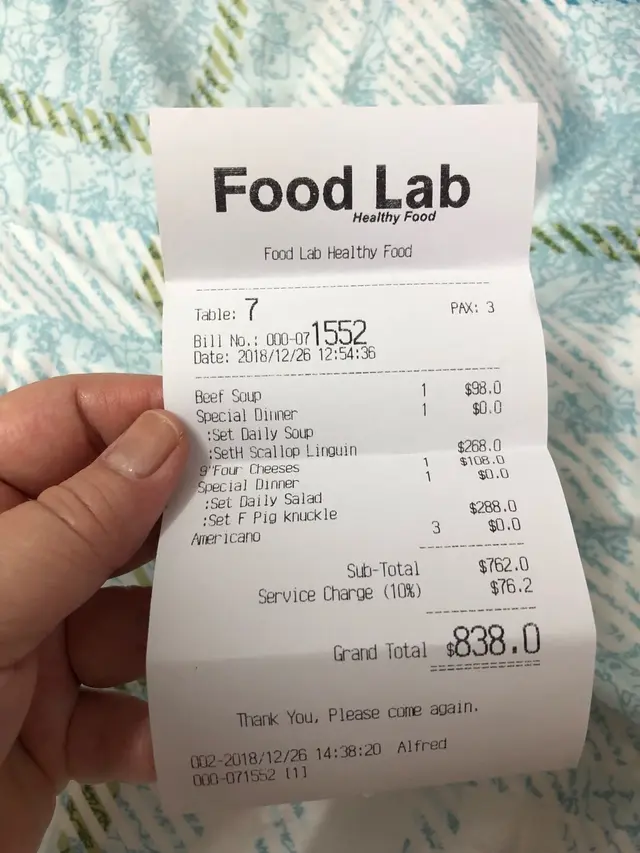 Food Lab
Healthy Food
Food Lab Healthy Food
Table: 7 PAX: 3
Bill No.: 000-071552
Date: 2018/12/26 12:54:36
Beef Soup 1 $98.0
Special Dinner 1 $0.0
:Set Daily Soup
:SetH Scallop Linguin $268.0
9"Four Cheeses 1 $108.0
Special Dinner 1 $0.0
:Set Daily Salad
:Set F Pig knuckle $288.0
Americano 3 $0.0
Sub-Total $762.0
Service Charge (10%) $76.2
Grand Total $838.0
Thank You, Please come again.
002-2018/12/26 14:38:20 Alfred
000-071552 [1]